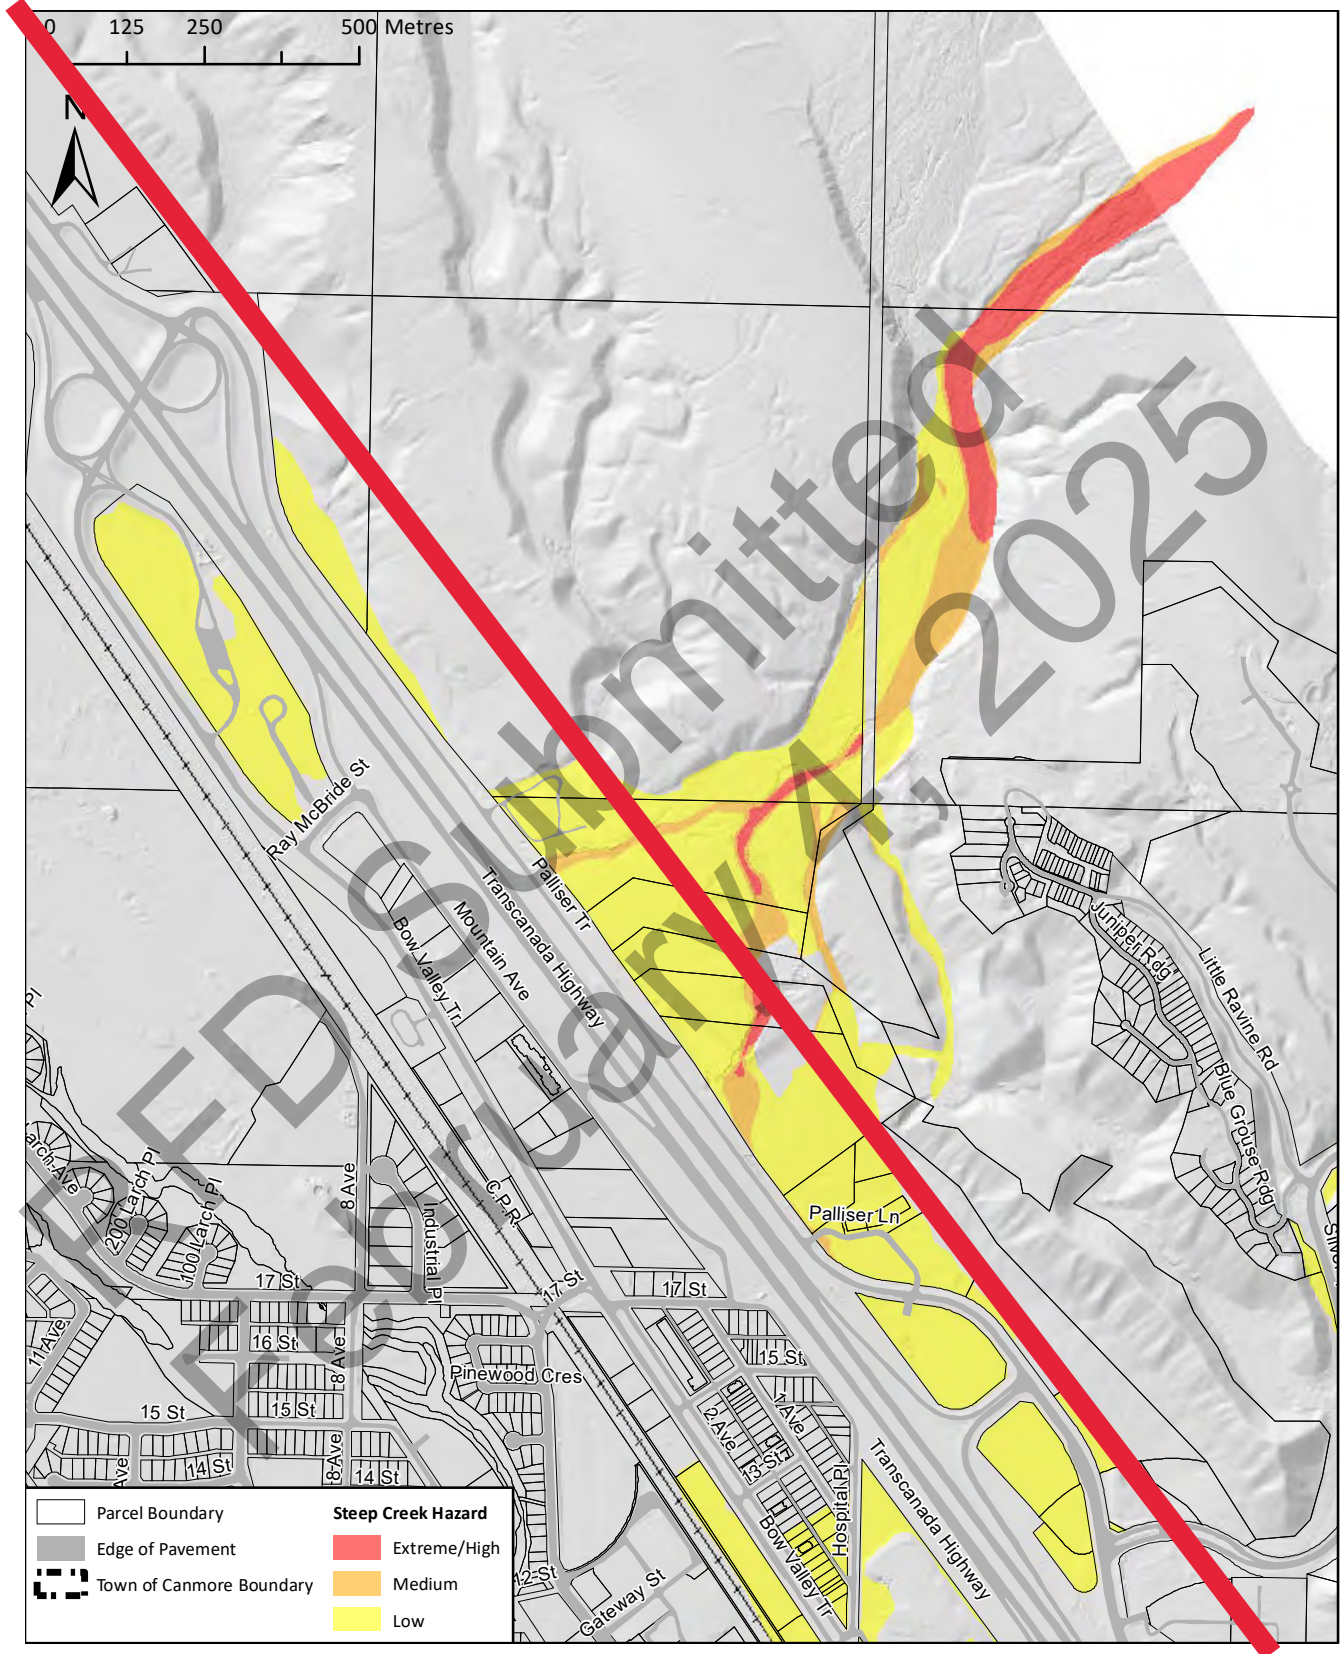 0 125 250 500 Metres
N
RFD Submitted
February 4, 2025
Ray McBride St
Palliser Tr
Transcanada Highway
Mountain Ave
Bow Valley Tr
Juniper Rdg
Little Ravine Rd
Blue Grouse Rdg
Pl
200 Larch Pl
100 Larch Pl
8 Ave
Industrial Pl
C.P.R.
Palliser Ln
17 St
17 St
17 St
11 Ave
16 St
8 Ave
Pinewood Cres
15 St
15 St
15 St
1 Ave
2 Ave
13 St
14 St
8 Ave
14 St
Ave
Hospital Pl
Transcanada Highway
Bow Valley Tr
12 St
Gateway St
Parcel Boundary
Edge of Pavement
Town of Canmore Boundary
Steep Creek Hazard
Extreme/High
Medium
Low